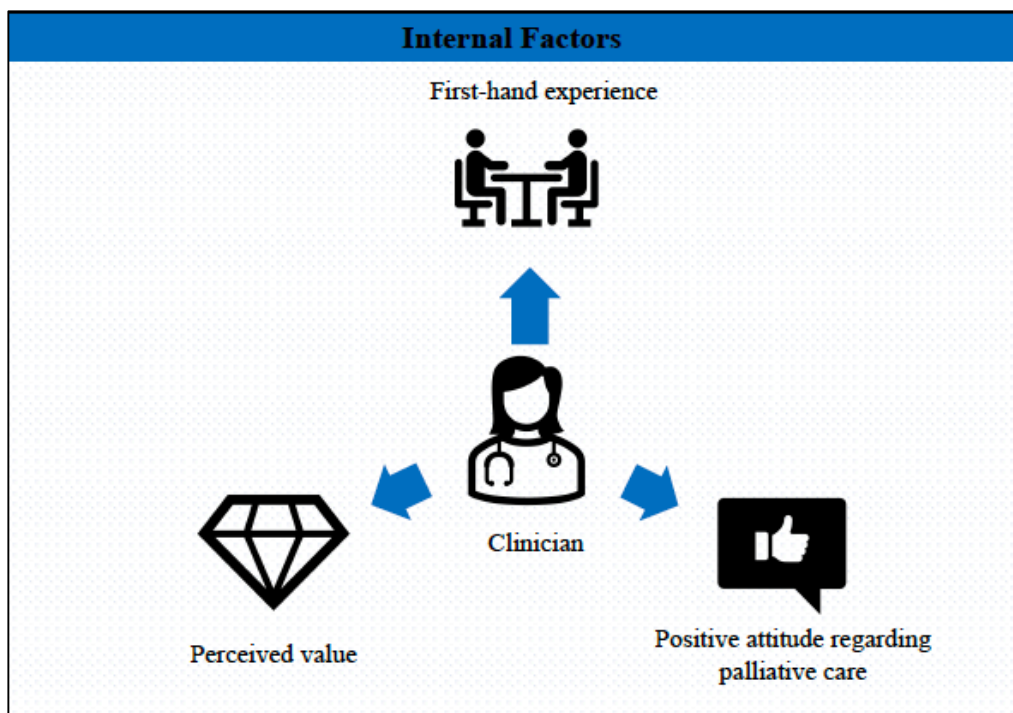 Internal Factors
First-hand experience
Clinician
Perceived value
Positive attitude regarding
palliative care